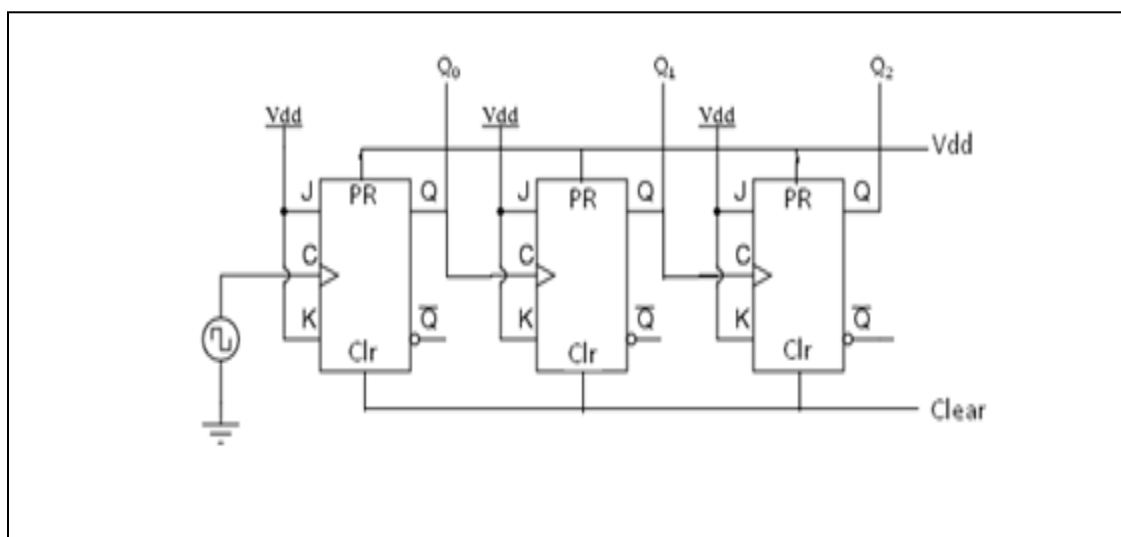 Q₀ Q₁ Q₂
Vdd Vdd Vdd
Vdd
J PR Q J PR Q J PR Q
C C C
K Q̅ K Q̅ K Q̅
Clr Clr Clr
Clear